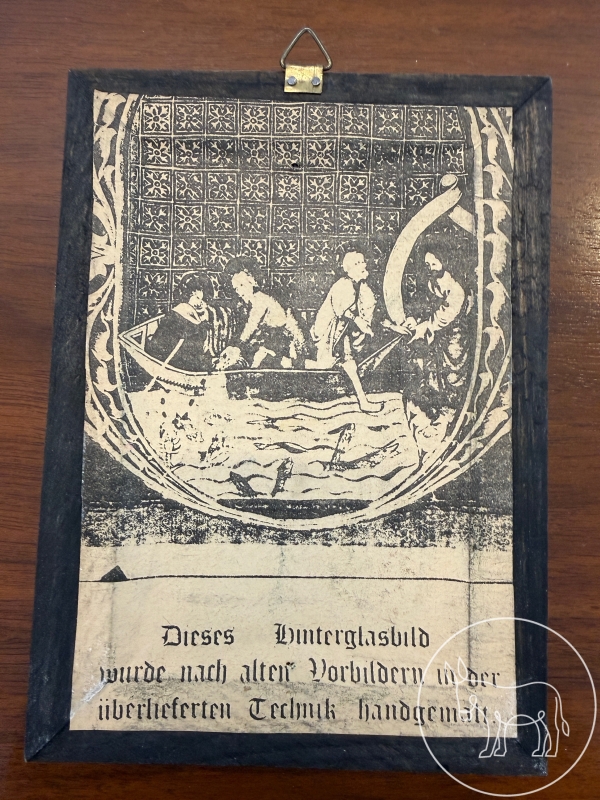 Dieses Hinterglasbild
wurde nach alten Vorbildern in der
überlieferten Technik handgemalt.